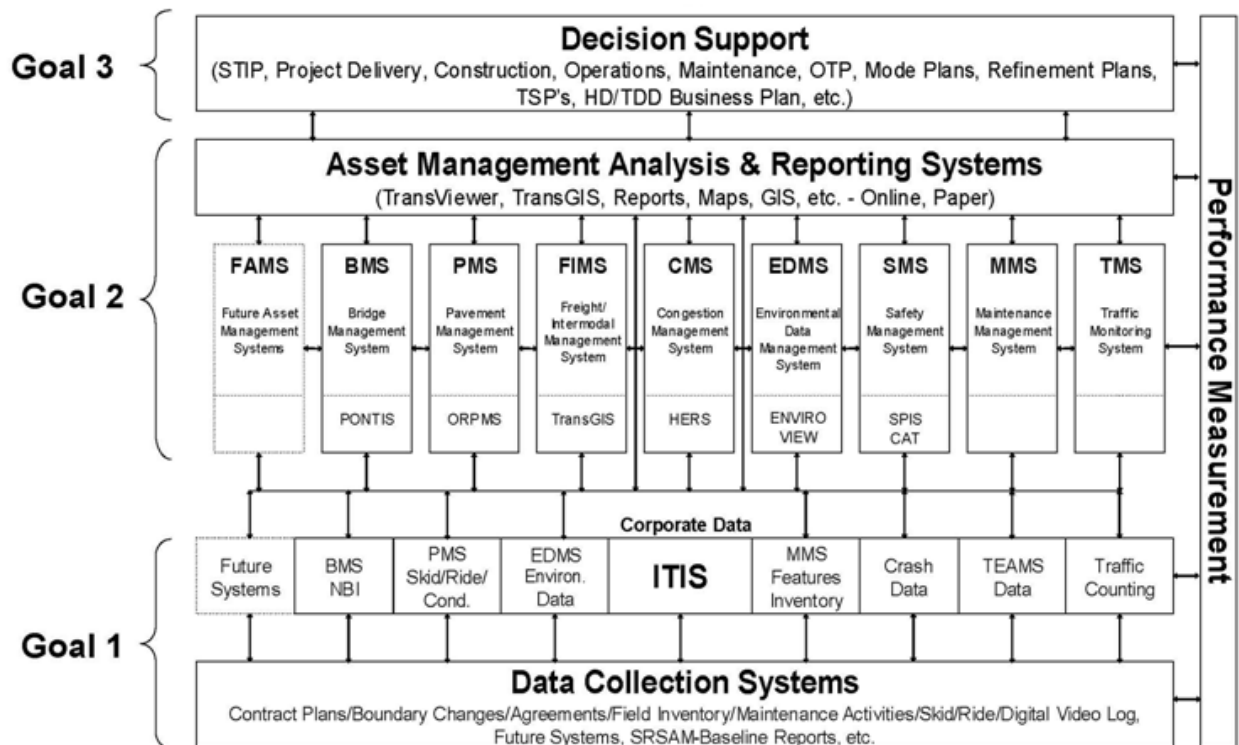 Goal 3
Decision Support
(STIP, Project Delivery, Construction, Operations, Maintenance, OTP, Mode Plans, Refinement Plans,
TSP's, HD/TDD Business Plan, etc.)
Goal 2
Asset Management Analysis & Reporting Systems
(TransViewer, TransGIS, Reports, Maps, GIS, etc. - Online, Paper)
FAMS
Future Asset
Management
Systems
BMS
Bridge
Management
System
PONTIS
PMS
Pavement
Management
System
ORPMS
FIMS
Freight/
Intermodal
Management
System
TransGIS
CMS
Congestion
Management
System
HERS
EDMS
Environmental
Data
Management
System
ENVIRO
VIEW
SMS
Safety
Management
System
SPIS
CAT
MMS
Maintenance
Management
System
TMS
Traffic
Monitoring
System
Performance Measurement
Goal 1
Corporate Data
Future
Systems
BMS
NBI
PMS
Skid/Ride/
Cond.
EDMS
Environ.
Data
ITIS
MMS
Features
Inventory
Crash
Data
TEAMS
Data
Traffic
Counting
Data Collection Systems
Contract Plans/Boundary Changes/Agreements/Field Inventory/Maintenance Activities/Skid/Ride/Digital Video Log,
Future Systems, SRSAM-Baseline Reports, etc.